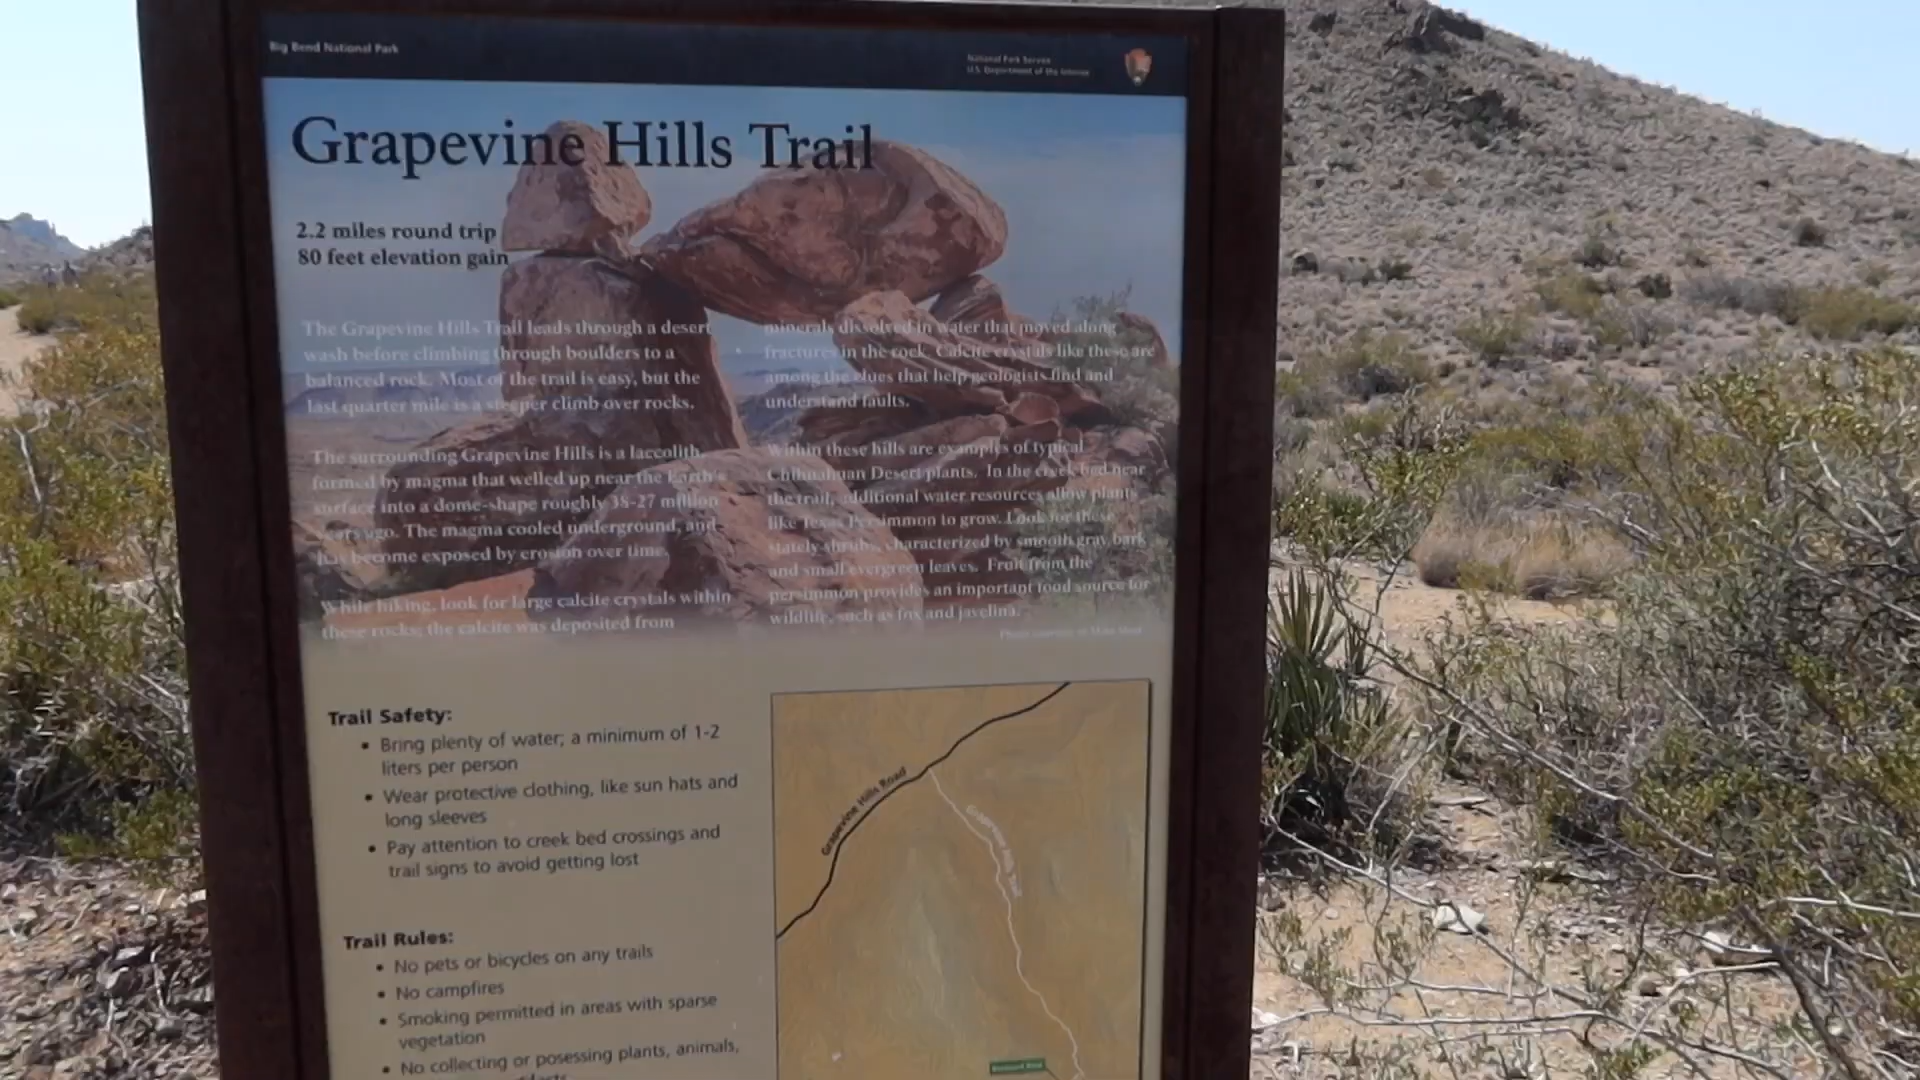 Big Bend National Park
National Park Service
U.S. Department of the Interior
Grapevine Hills Trail
2.2 miles round trip
80 feet elevation gain
The Grapevine Hills Trail leads through a desert
wash before climbing through boulders to a
balanced rock. Most of the trail is easy, but the
last quarter mile is a steeper climb over rocks.
The surrounding Grapevine Hills is a laccolith,
formed by magma that welled up near the Earth's
surface into a dome-shape roughly 38-27 million
years ago. The magma cooled underground, and
has become exposed by erosion over time.
While hiking, look for large calcite crystals within
these rocks; the calcite was deposited from
minerals dissolved in water that moved along
fractures in the rock. Calcite crystals like these are
among the clues that help geologists find and
understand faults.
Within these hills are examples of typical
Chihuahuan Desert plants. In the creek bed near
the trail, additional water resources allow plants
like Texas Persimmon to grow. Look for these
stately shrubs, characterized by smooth gray bark
and small evergreen leaves. Fruit from the
persimmon provides an important food source for
wildlife, such as fox and javelina.
Trail Safety:
• Bring plenty of water; a minimum of 1-2
liters per person
• Wear protective clothing, like sun hats and
long sleeves
• Pay attention to creek bed crossings and
trail signs to avoid getting lost
Trail Rules:
• No pets or bicycles on any trails
• No campfires
• Smoking permitted in areas with sparse
vegetation
• No collecting or posessing plants, animals,
Grapevine Hills Road
Grapevine Hills Trail
Balanced Rock